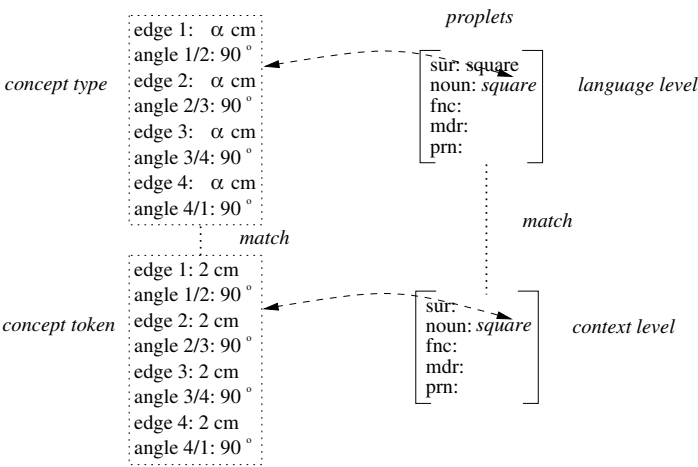 proplets
edge 1: α cm
angle 1/2: 90 °
edge 2: α cm
angle 2/3: 90 °
edge 3: α cm
angle 3/4: 90 °
edge 4: α cm
angle 4/1: 90 °
concept type
sur: square
noun: square
fnc:
mdr:
prn:
language level
match
match
edge 1: 2 cm
angle 1/2: 90 °
edge 2: 2 cm
angle 2/3: 90 °
edge 3: 2 cm
angle 3/4: 90 °
edge 4: 2 cm
angle 4/1: 90 °
concept token
sur:
noun: square
fnc:
mdr:
prn:
context level